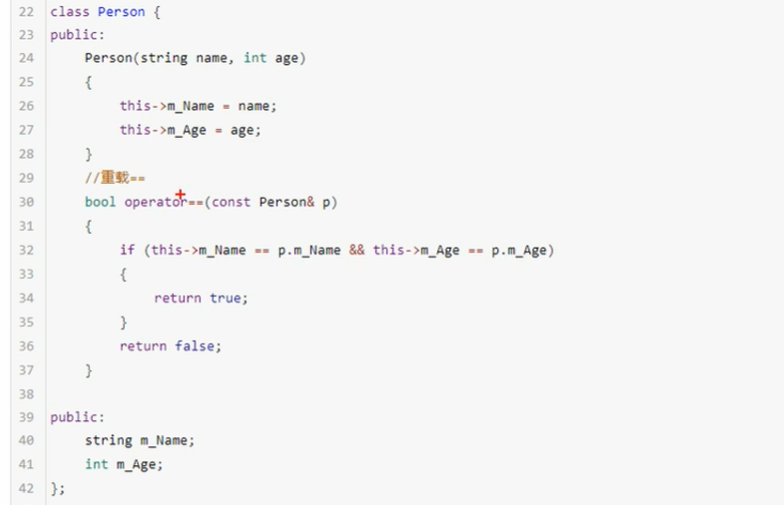 22 class Person {
23 public:
24     Person(string name, int age)
25     {
26         this->m_Name = name;
27         this->m_Age = age;
28     }
29     //重载==
30     bool operator==(const Person& p)
31     {
32         if (this->m_Name == p.m_Name && this->m_Age == p.m_Age)
33         {
34             return true;
35         }
36         return false;
37     }
38
39 public:
40     string m_Name;
41     int m_Age;
42 };